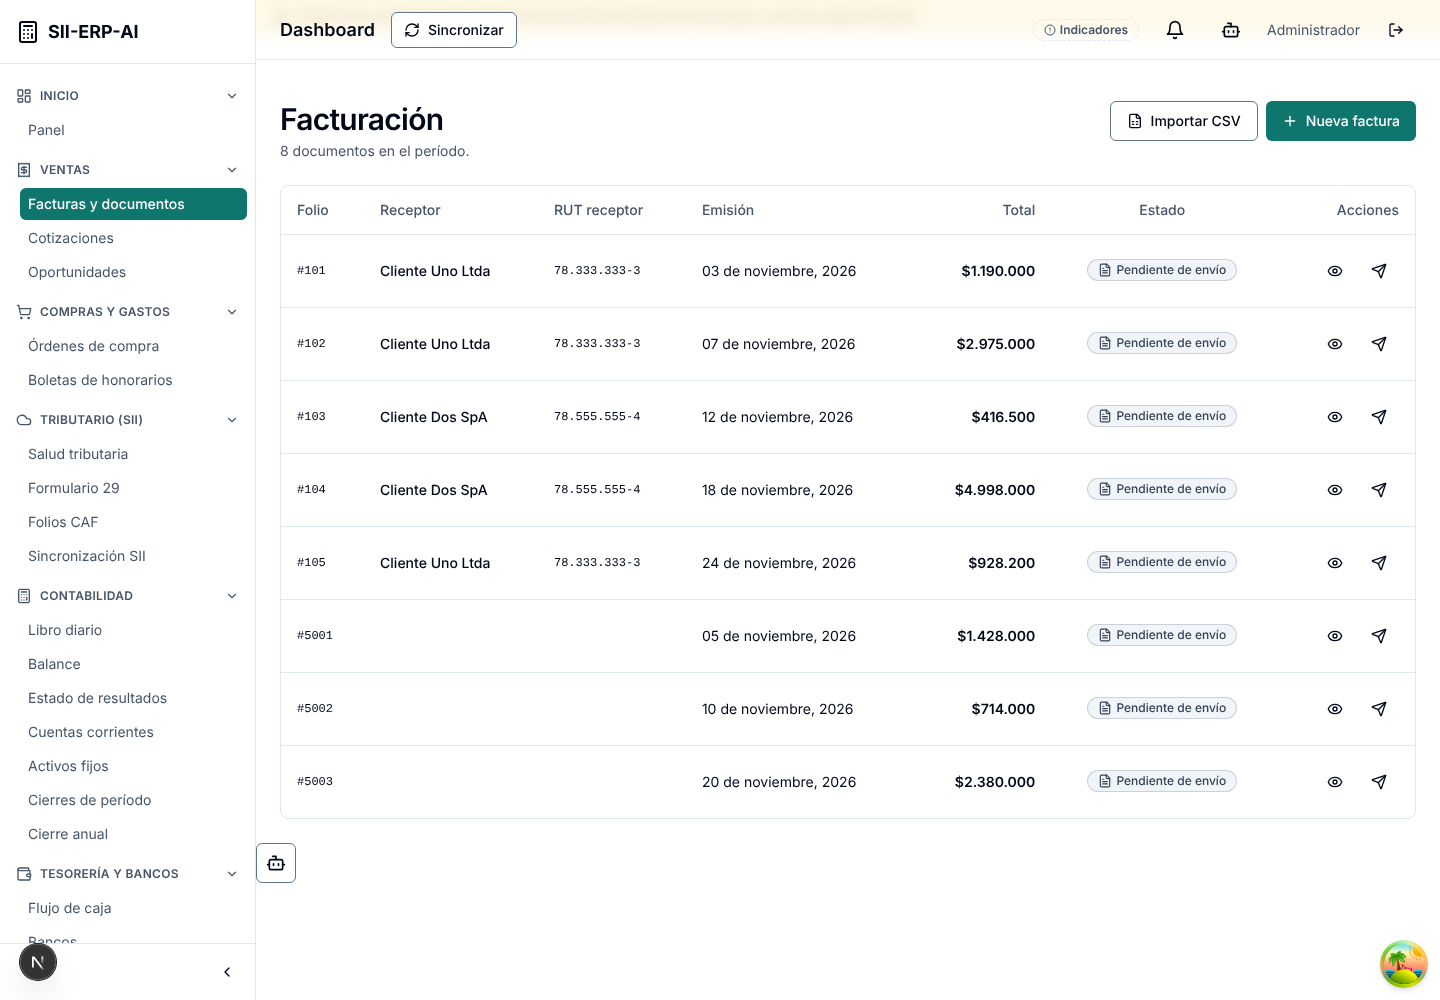 SII-ERP-AI
INICIO
Panel
VENTAS
Facturas y documentos
Cotizaciones
Oportunidades
COMPRAS Y GASTOS
Órdenes de compra
Boletas de honorarios
TRIBUTARIO (SII)
Salud tributaria
Formulario 29
Folios CAF
Sincronización SII
CONTABILIDAD
Libro diario
Balance
Estado de resultados
Cuentas corrientes
Activos fijos
Cierres de período
Cierre anual
TESORERÍA Y BANCOS
Flujo de caja
Bancos
N
Dashboard Sincronizar Indicadores Administrador
Facturación
8 documentos en el período.
Importar CSV Nueva factura
Folio Receptor RUT receptor Emisión Total Estado Acciones
#101 Cliente Uno Ltda 78.333.333-3 03 de noviembre, 2026 $1.190.000 Pendiente de envío
#102 Cliente Uno Ltda 78.333.333-3 07 de noviembre, 2026 $2.975.000 Pendiente de envío
#103 Cliente Dos SpA 78.555.555-4 12 de noviembre, 2026 $416.500 Pendiente de envío
#104 Cliente Dos SpA 78.555.555-4 18 de noviembre, 2026 $4.998.000 Pendiente de envío
#105 Cliente Uno Ltda 78.333.333-3 24 de noviembre, 2026 $928.200 Pendiente de envío
#5001 05 de noviembre, 2026 $1.428.000 Pendiente de envío
#5002 10 de noviembre, 2026 $714.000 Pendiente de envío
#5003 20 de noviembre, 2026 $2.380.000 Pendiente de envío